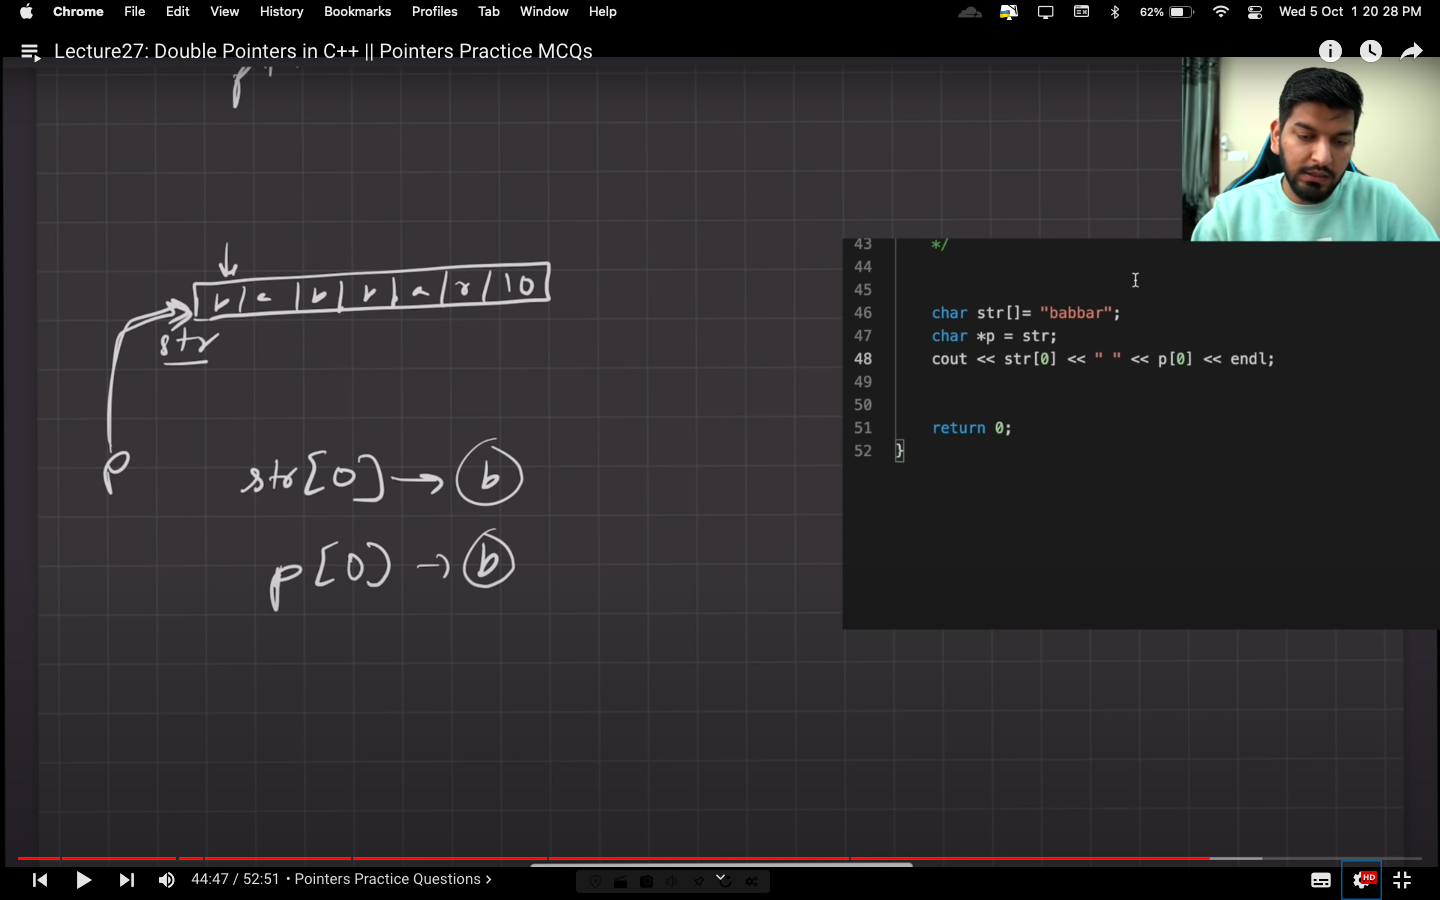 Chrome File Edit View History Bookmarks Profiles Tab Window Help 62% Wed 5 Oct 1 20 28 PM
Lecture27: Double Pointers in C++ || Pointers Practice MCQs
b a b b a r \0
str
p
str[0] → b
p[0] → b
43 */
44
45
46 char str[]= "babbar";
47 char *p = str;
48 cout << str[0] << " " << p[0] << endl;
49
50
51 return 0;
52 }
44:47 / 52:51 • Pointers Practice Questions >
HD